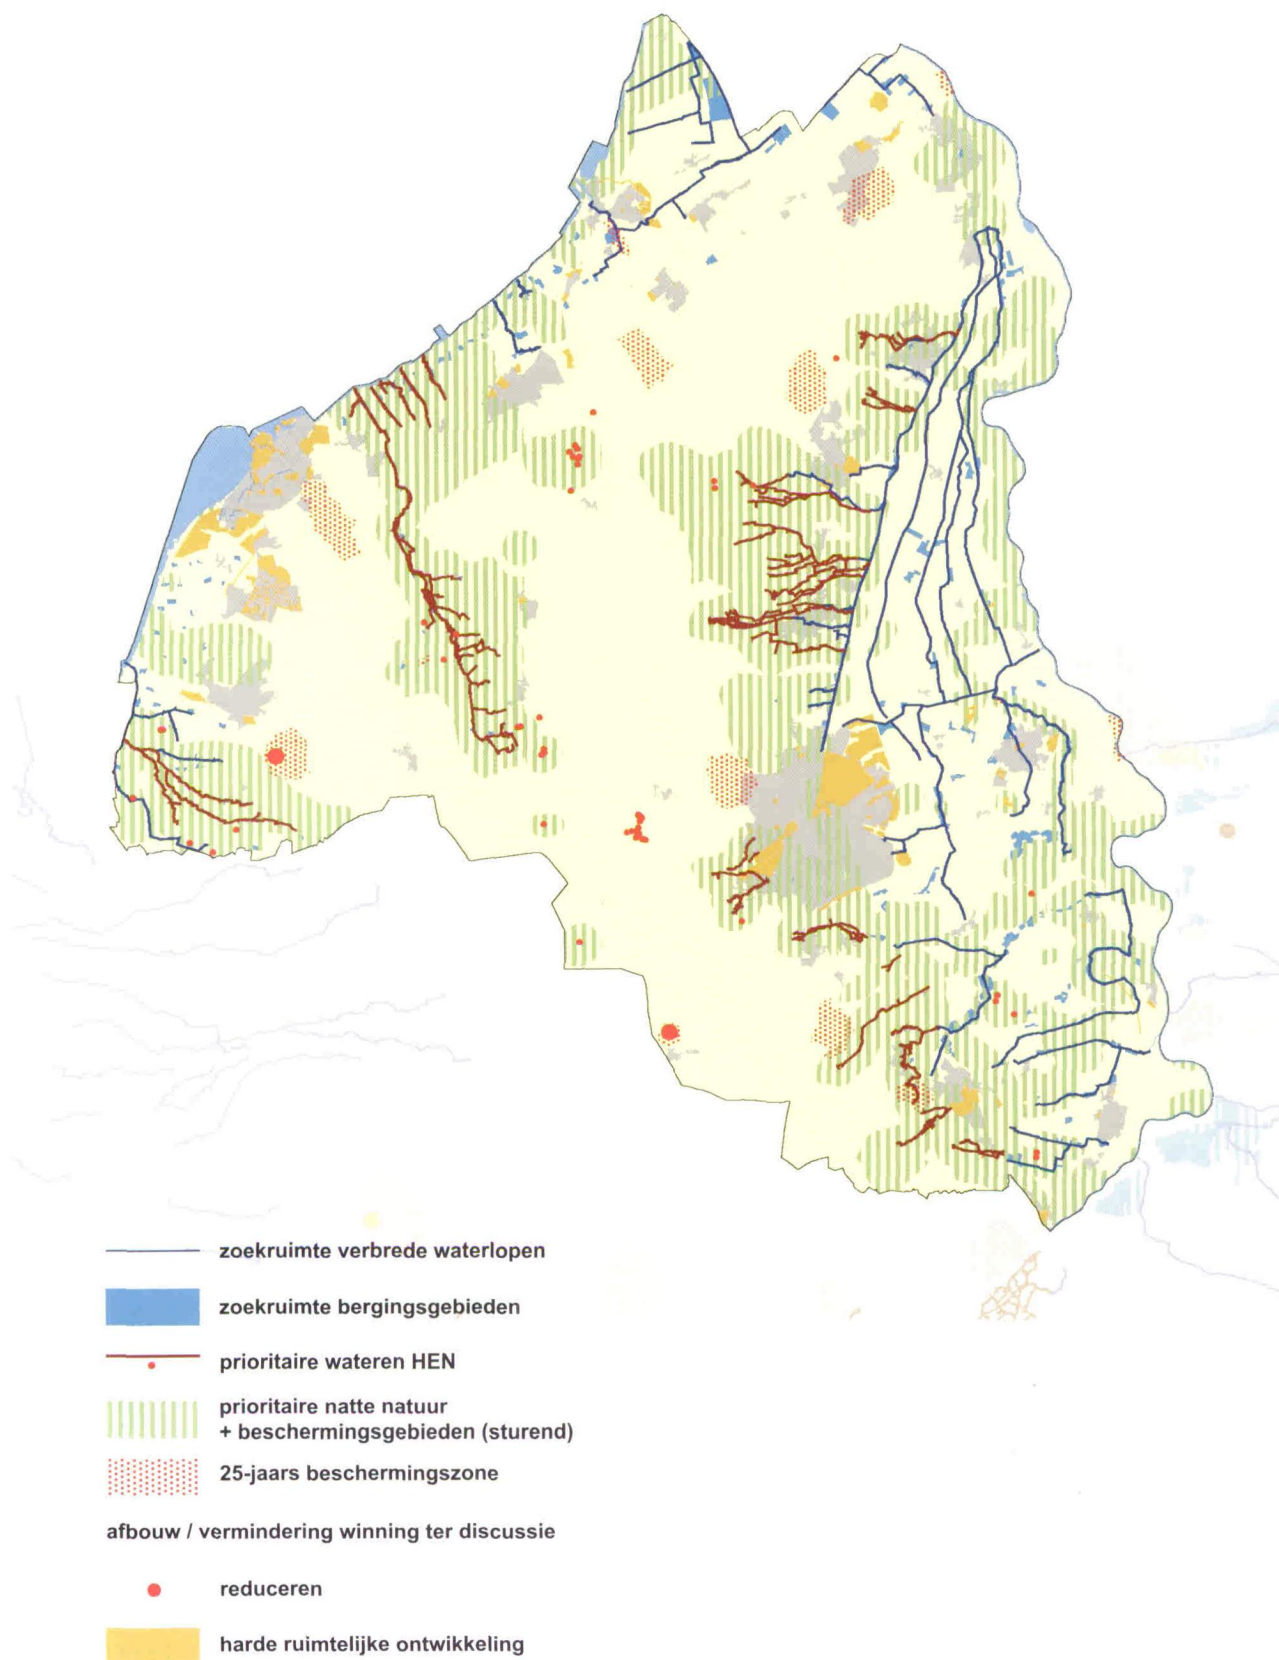 zoekruimte verbrede waterlopen
zoekruimte bergingsgebieden
prioritaire wateren HEN
prioritaire natte natuur
+ beschermingsgebieden (sturend)
25-jaars beschermingszone
afbouw / vermindering winning ter discussie
reduceren
harde ruimtelijke ontwikkeling